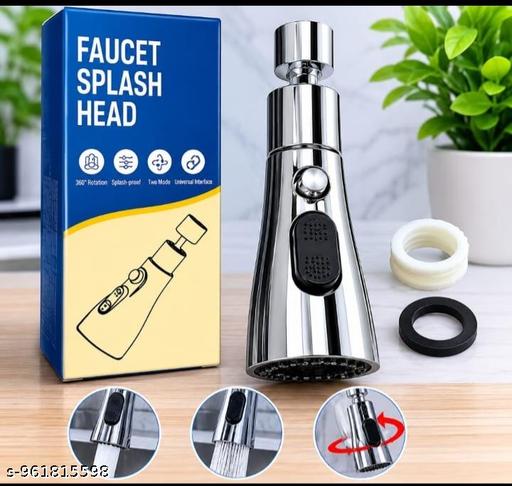 FAUCET
SPLASH
HEAD
360° Rotation Splash-proof Two Mode Universal Interface
s-961815598